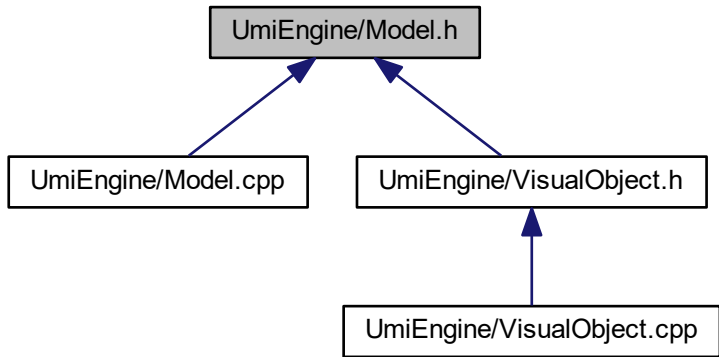 UmiEngine/Model.h
UmiEngine/Model.cpp
UmiEngine/VisualObject.h
UmiEngine/VisualObject.cpp